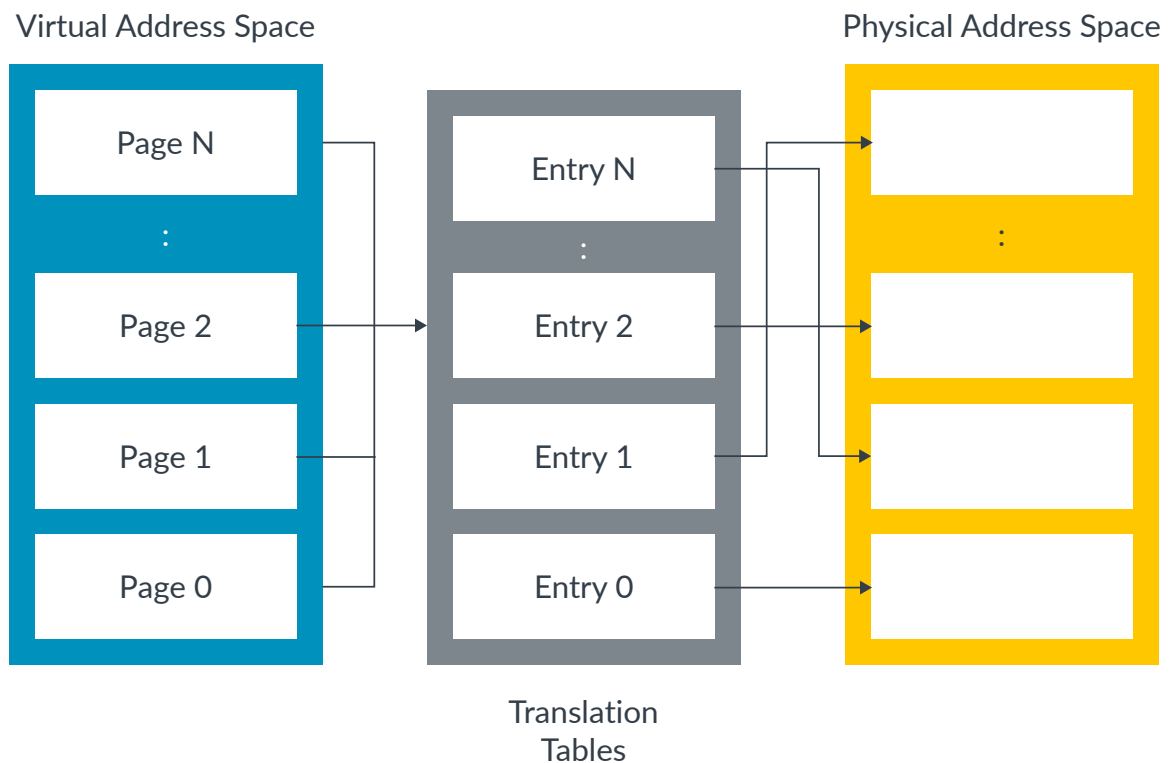 Virtual Address Space
Physical Address Space
Page N
:
Page 2
Page 1
Page 0
Entry N
:
Entry 2
Entry 1
Entry 0
:
Translation
Tables